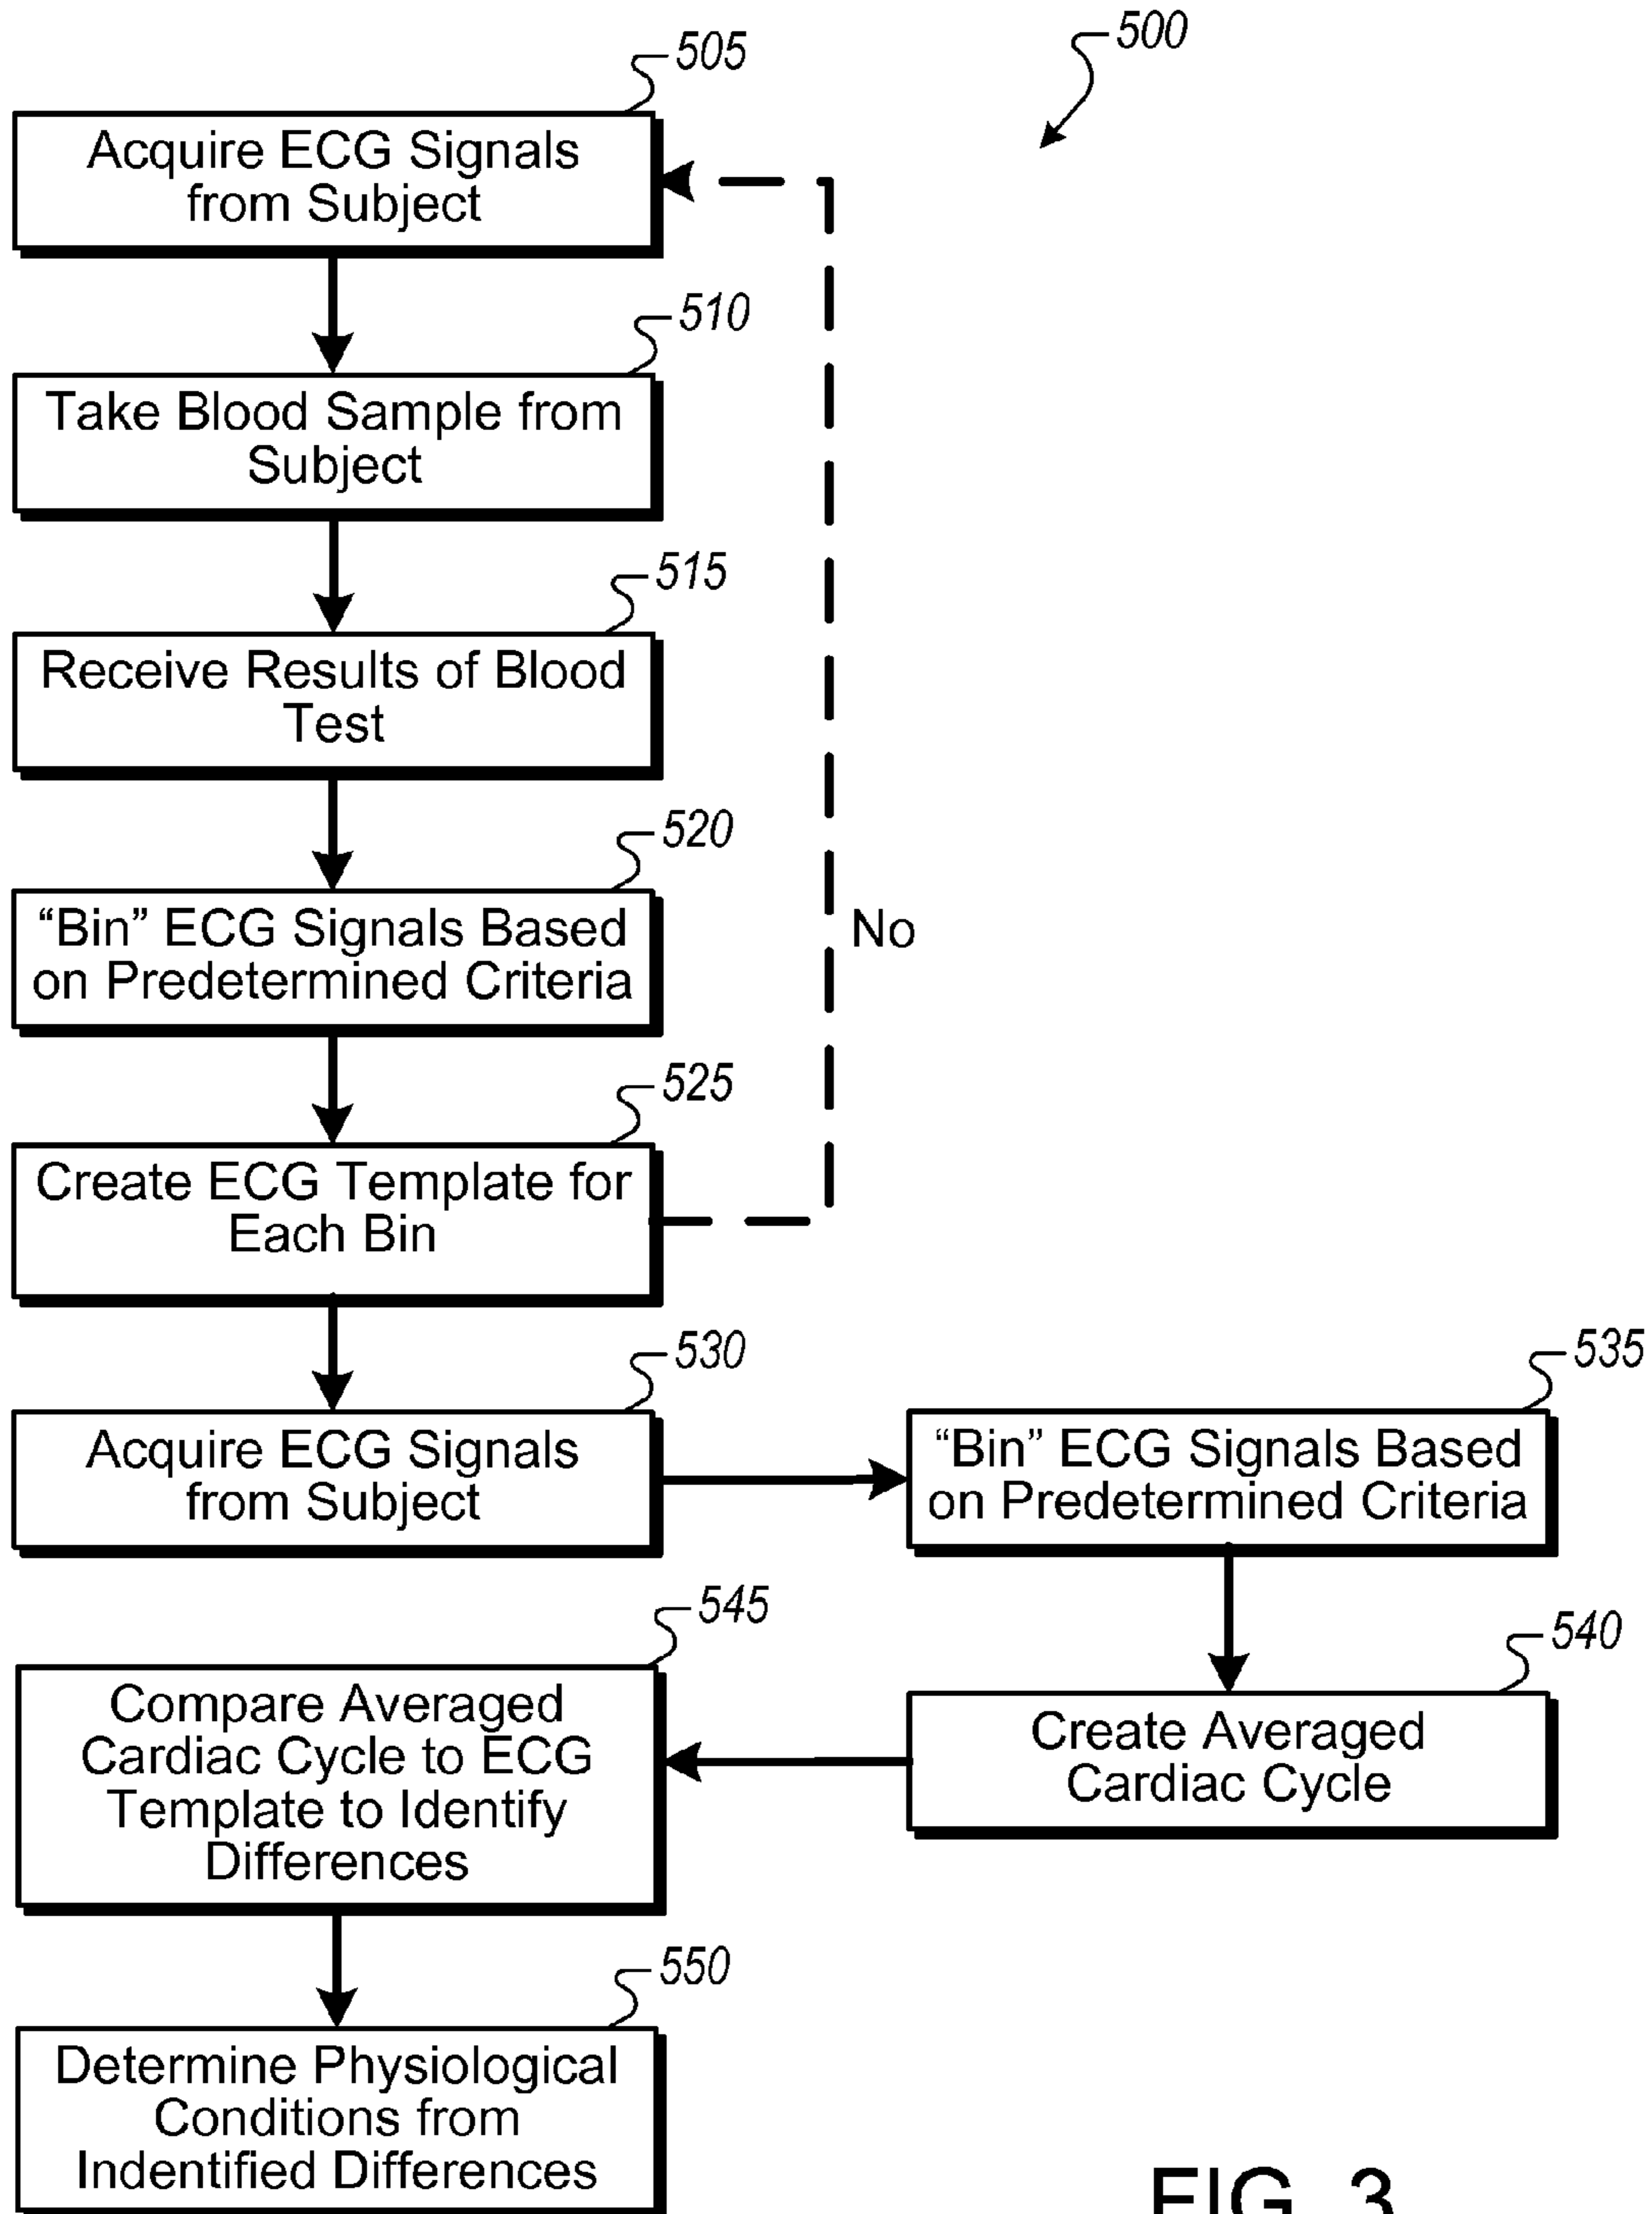 500
505
Acquire ECG Signals
from Subject
510
Take Blood Sample from
Subject
515
Receive Results of Blood
Test
520
“Bin” ECG Signals Based
on Predetermined Criteria
No
525
Create ECG Template for
Each Bin
530
Acquire ECG Signals
from Subject
535
“Bin” ECG Signals Based
on Predetermined Criteria
540
Create Averaged
Cardiac Cycle
545
Compare Averaged
Cardiac Cycle to ECG
Template to Identify
Differences
550
Determine Physiological
Conditions from
Indentified Differences
FIG. 3